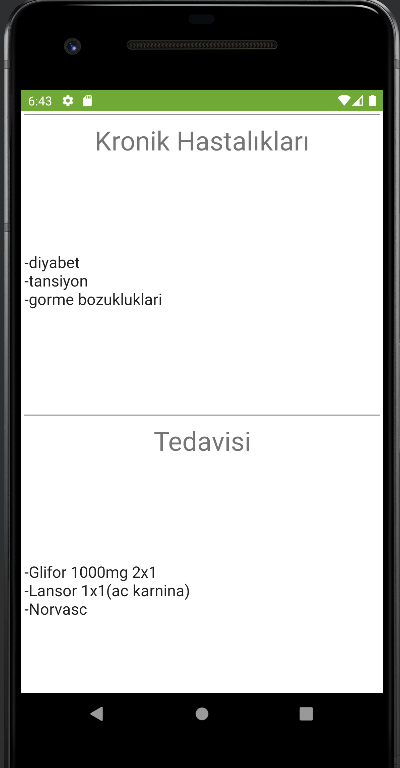 6:43
Kronik Hastalıkları
-diyabet
-tansiyon
-gorme bozukluklari
Tedavisi
-Glifor 1000mg 2x1
-Lansor 1x1(ac karnina)
-Norvasc